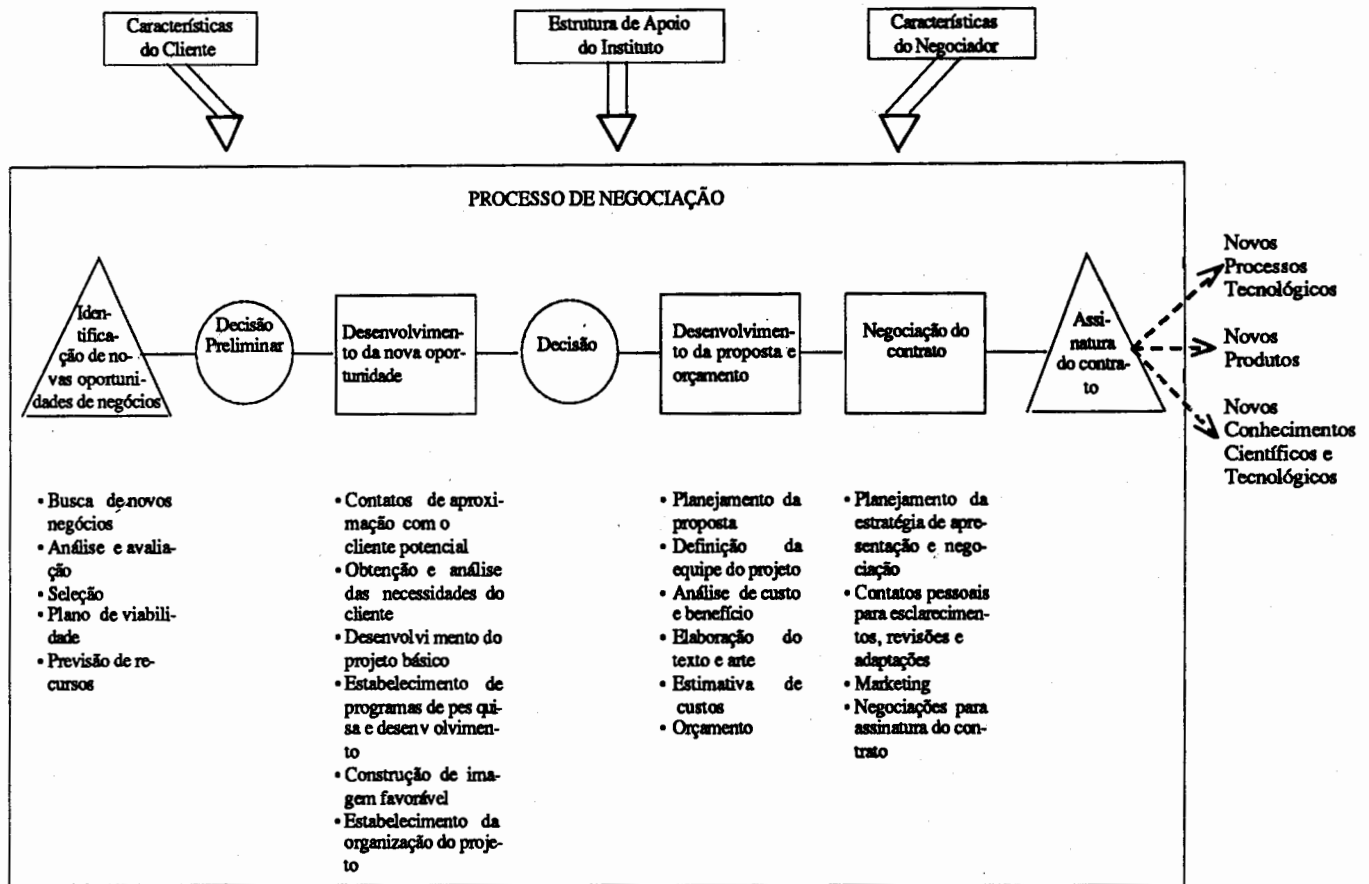 Características
do Cliente
Estrutura de Apoio
do Instituto
Características
do Negociador
PROCESSO DE NEGOCIAÇÃO
Iden-
tifica-
ção de no-
vas oportuni-
dades de negócios
Decisão
Preliminar
Desenvolvimen-
to da nova opor-
tunidade
Decisão
Desenvolvimen-
to da proposta e
orçamento
Negociação do
contrato
Assi-
natura
do contra-
to
Novos
Processos
Tecnológicos
Novos
Produtos
Novos
Conhecimentos
Científicos e
Tecnológicos
• Busca de novos
negócios
• Análise e avalia-
ção
• Seleção
• Plano de viabili-
dade
• Previsão de re-
cursos
• Contatos de aproxi-
mação com o
cliente potencial
• Obtenção e análise
das necessidades do
cliente
• Desenvolvi mento do
projeto básico
• Estabelecimento de
programas de pes qui-
sa e desenv olvimen-
to
• Construção de ima-
gem favorável
• Estabelecimento da
organização do proje-
to
• Planejamento da
proposta
• Definição da
equipe do projeto
• Análise de custo
e benefício
• Elaboração do
texto e arte
• Estimativa de
custos
• Orçamento
• Planejamento da
estratégia de apre-
sentação e nego-
ciação
• Contatos pessoais
para esclarecimen-
tos, revisões e
adaptações
• Marketing
• Negociações para
assinatura do con-
trato